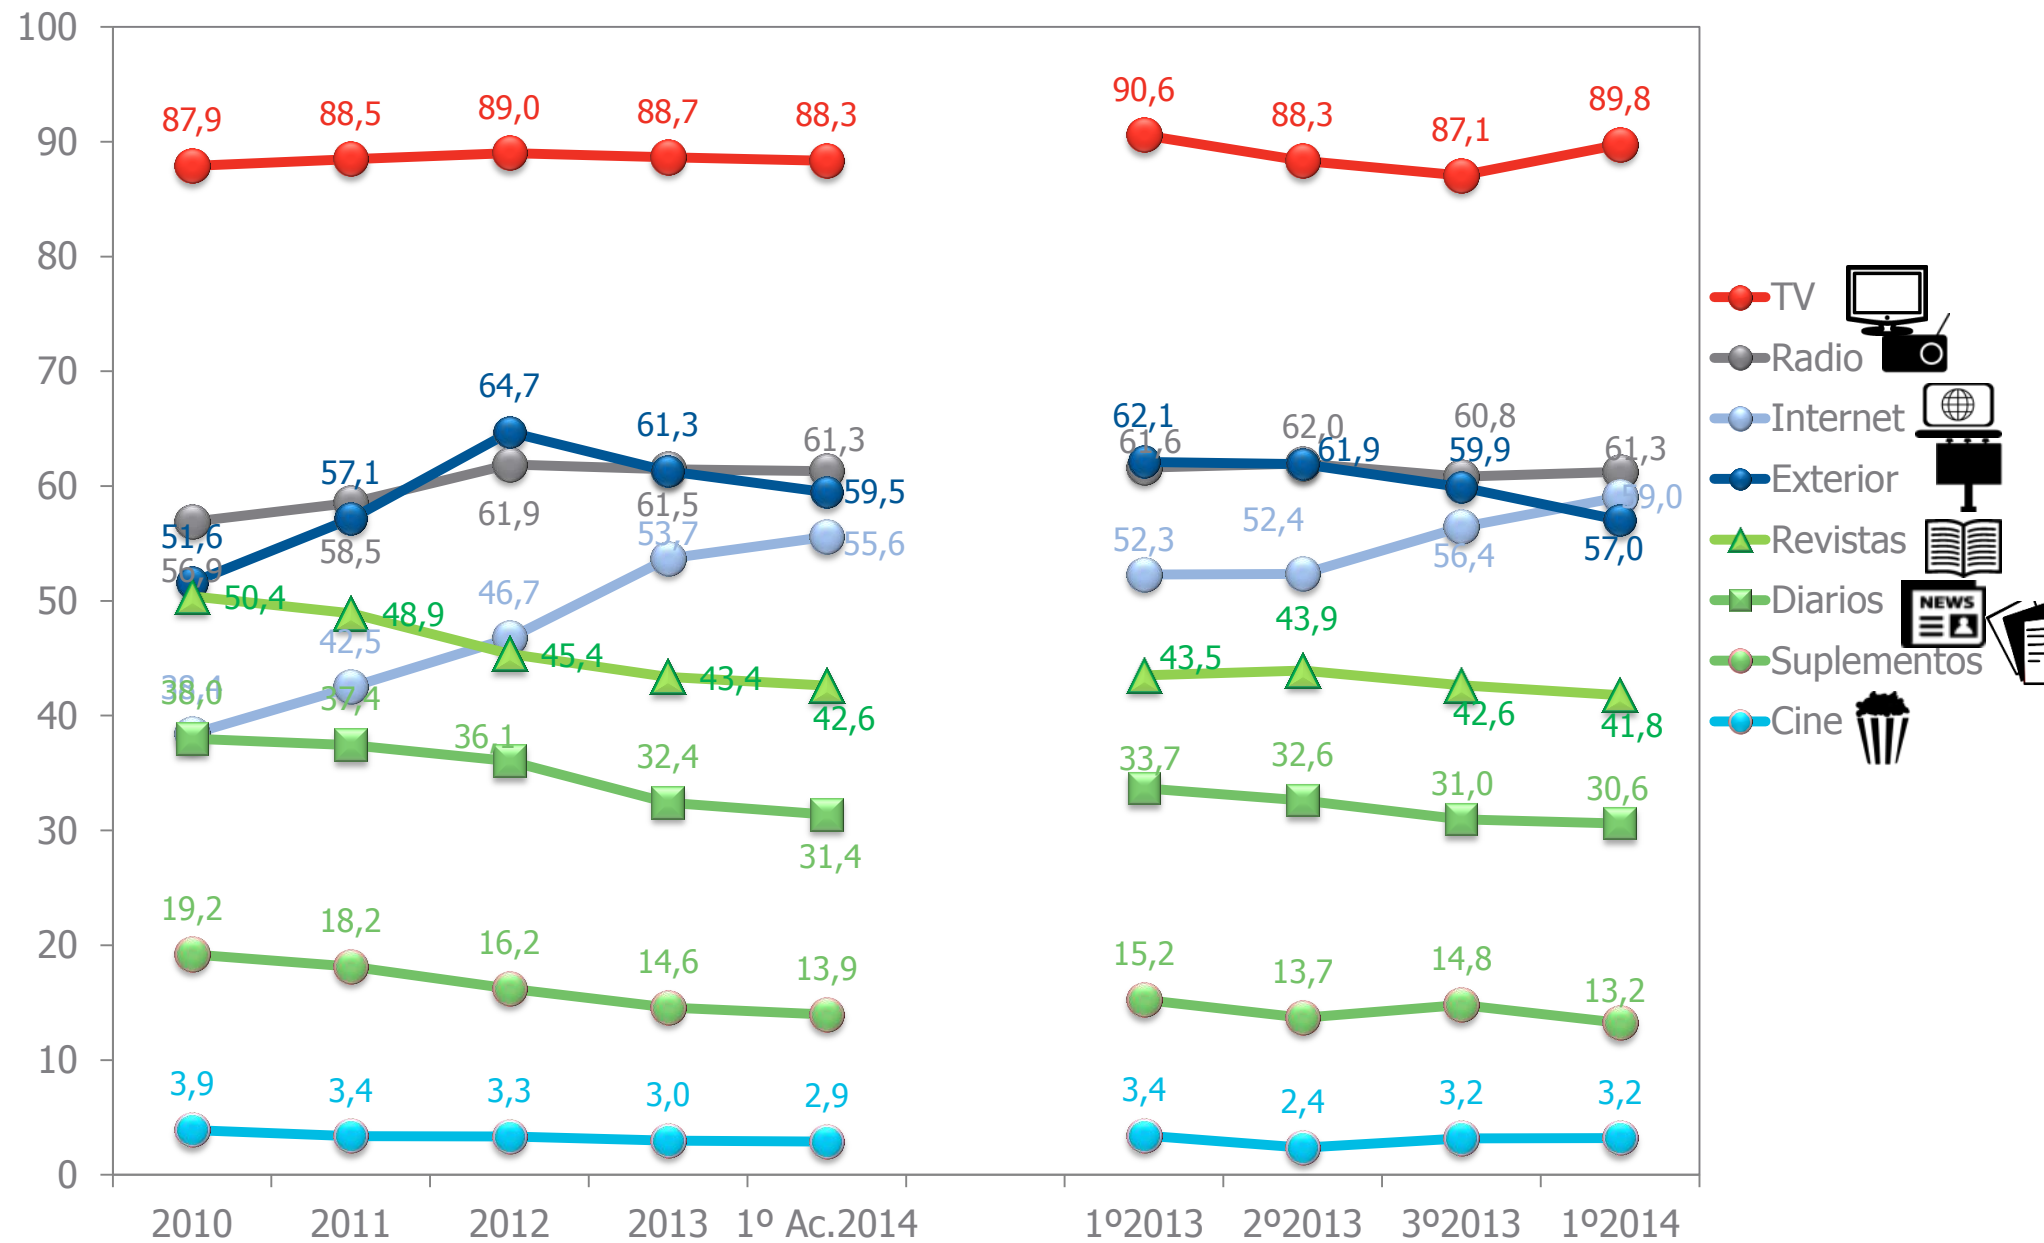 100
90
80
70
60
50
40
30
20
10
0
87,9 88,5 89,0 88,7 88,3 90,6 88,3 87,1 89,8
56,9 58,5 61,9 61,5 61,3 61,6 62,0 60,8 61,3
51,6 57,1 64,7 61,3 59,5 62,1 61,9 59,9 57,0
42,5 46,7 53,7 55,6 52,3 52,4 56,4 59,0
50,4 48,9 45,4 43,4 42,6 43,5 43,9 42,6 41,8
38,0 37,4 36,1 32,4 31,4 33,7 32,6 31,0 30,6
19,2 18,2 16,2 14,6 13,9 15,2 13,7 14,8 13,2
3,9 3,4 3,3 3,0 2,9 3,4 2,4 3,2 3,2
2010 2011 2012 2013 1º Ac.2014 1º2013 2º2013 3º2013 1º2014
TV
Radio
Internet
Exterior
Revistas
Diarios
NEWS
Suplementos
Cine